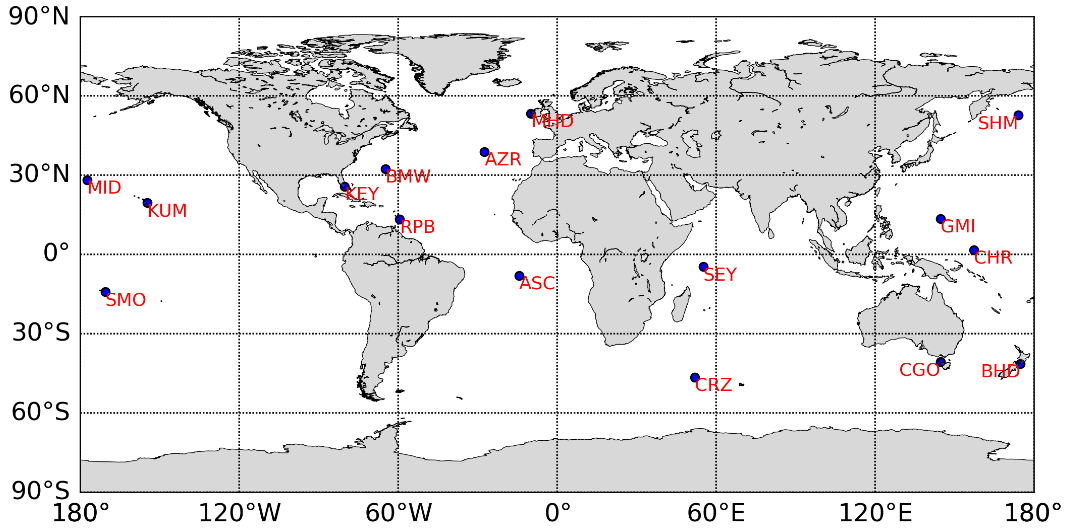 90°N
60°N
MHD
SHM
AZR
30°N
BMW
MID
KEY
KUM
RPB
GMI
0°
CHR
SEY
ASC
SMO
30°S
CGO
BHD
CRZ
60°S
90°S
180°
120°W
60°W
0°
60°E
120°E
180°